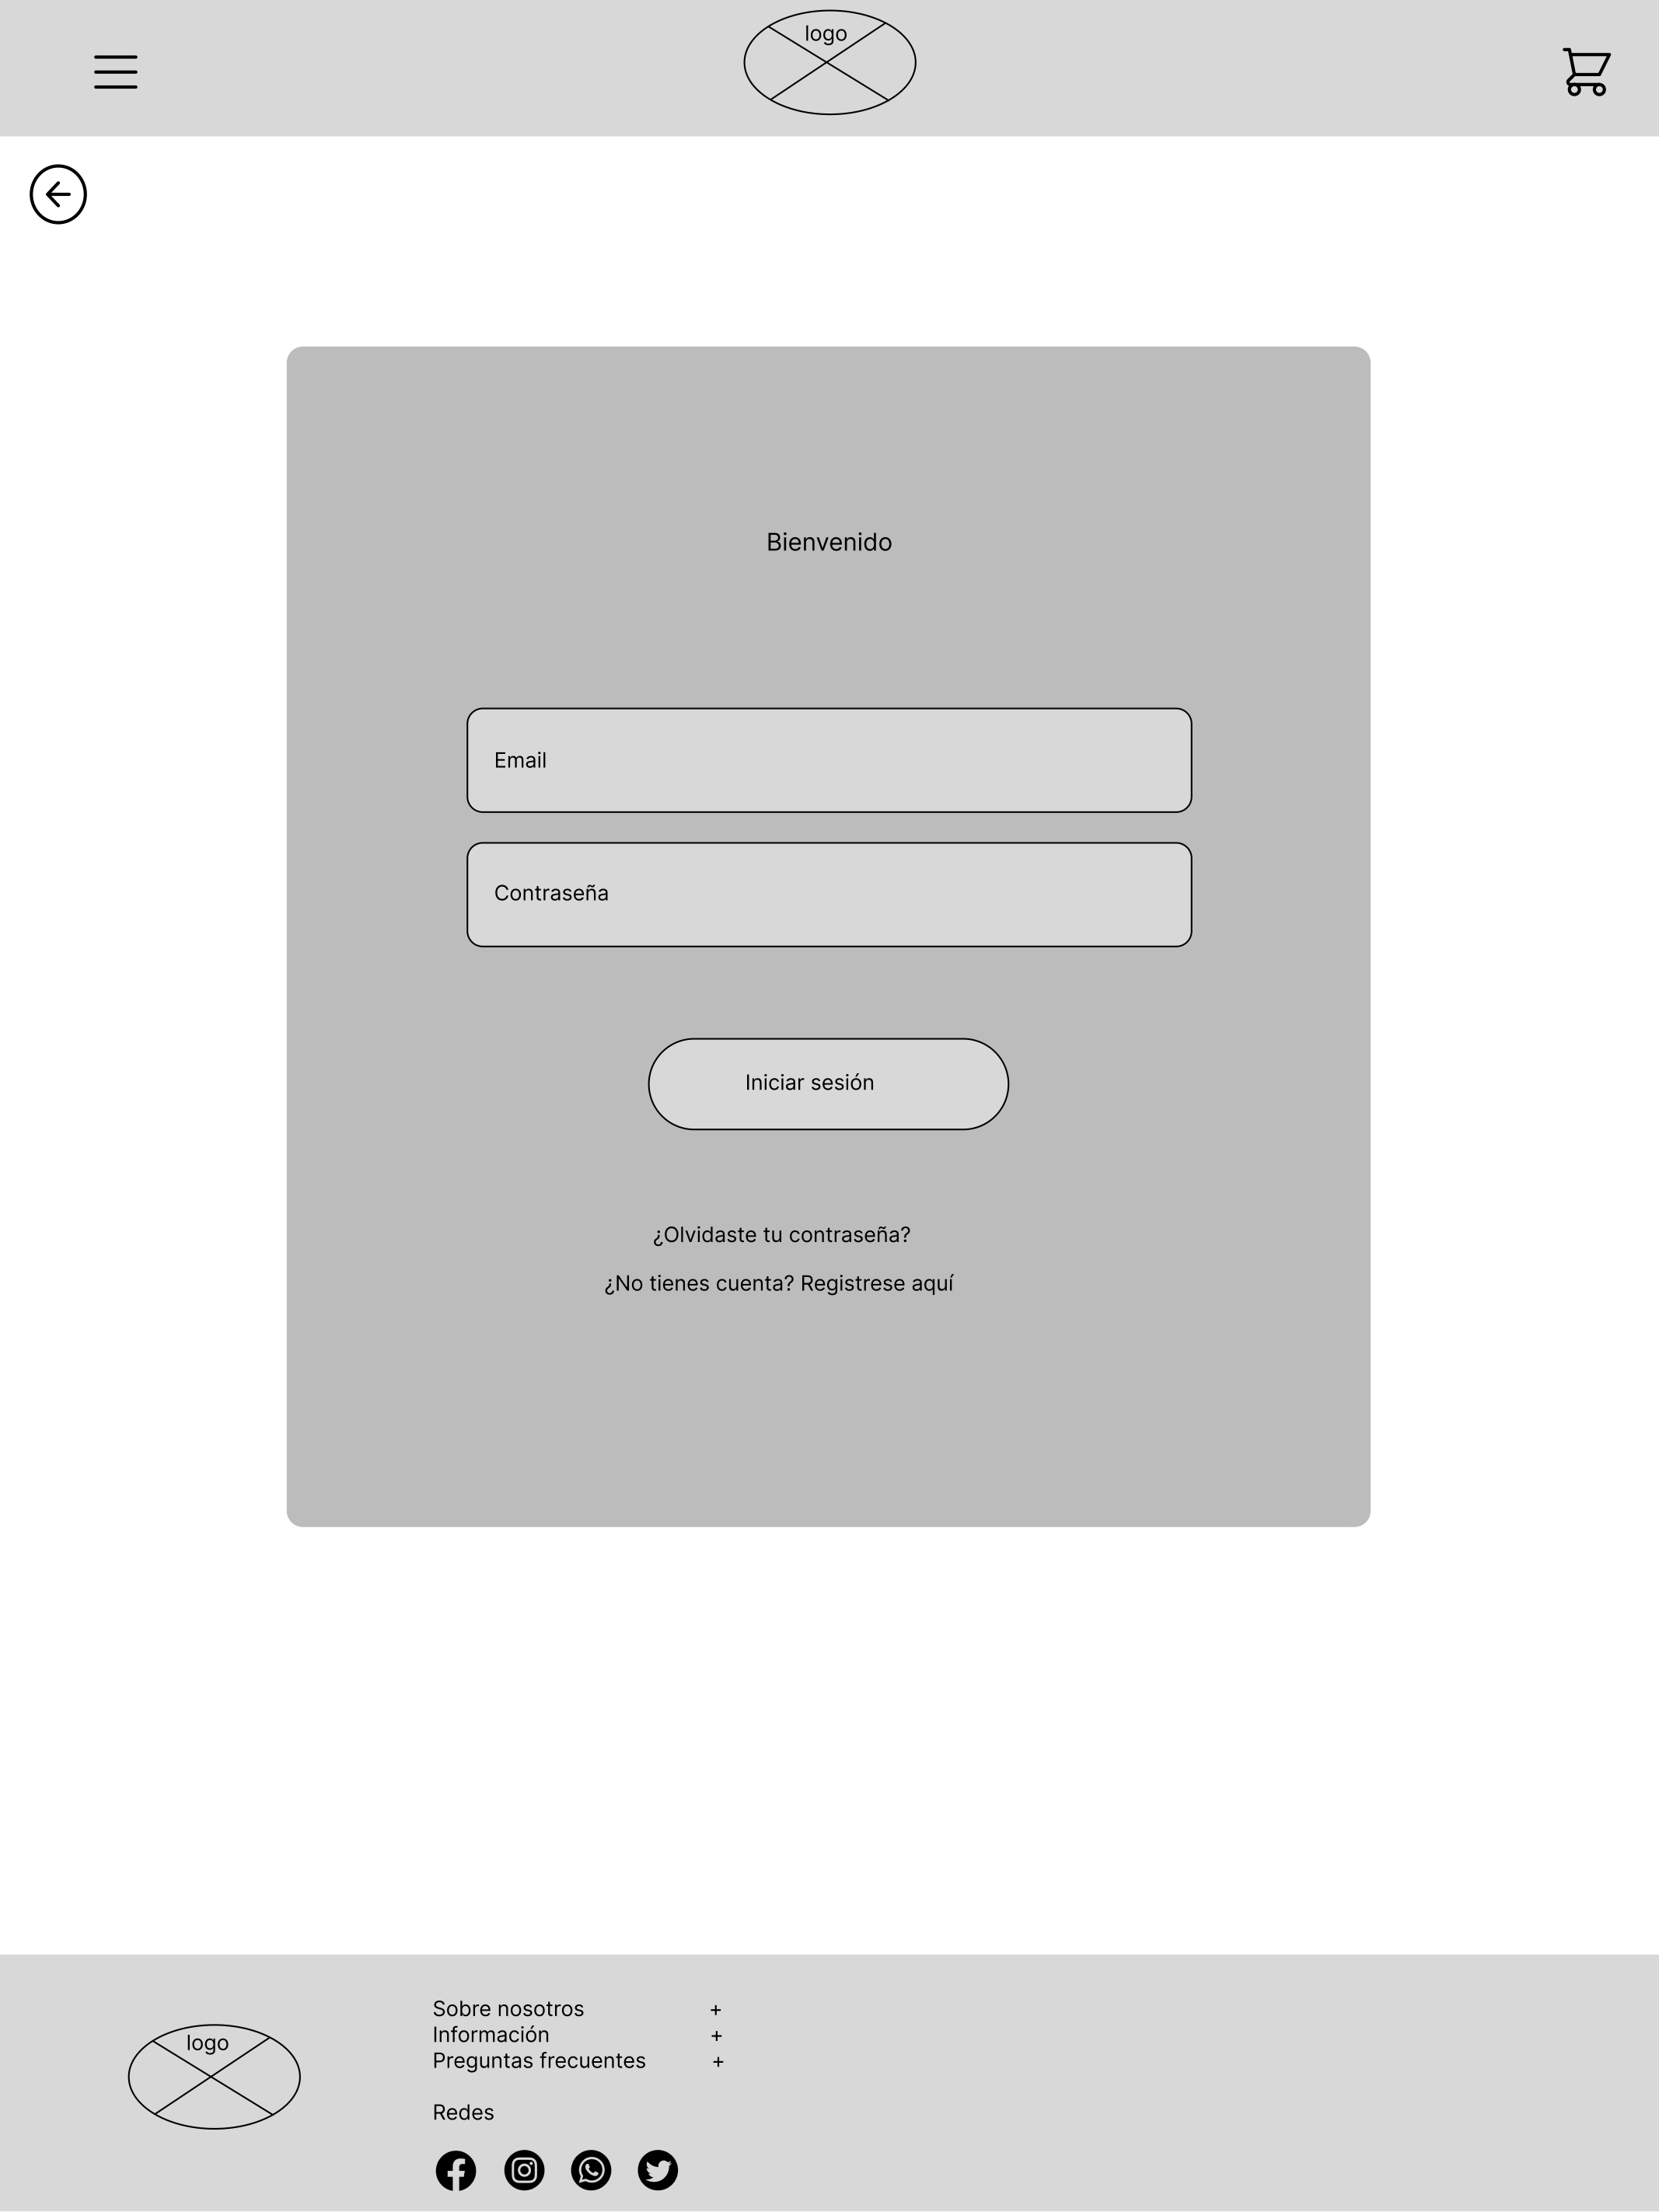 logo
Bienvenido
Email
Contraseña
Iniciar sesión
¿Olvidaste tu contraseña?
¿No tienes cuenta? Registrese aquí
logo
Sobre nosotros +
Información +
Preguntas frecuentes +
Redes